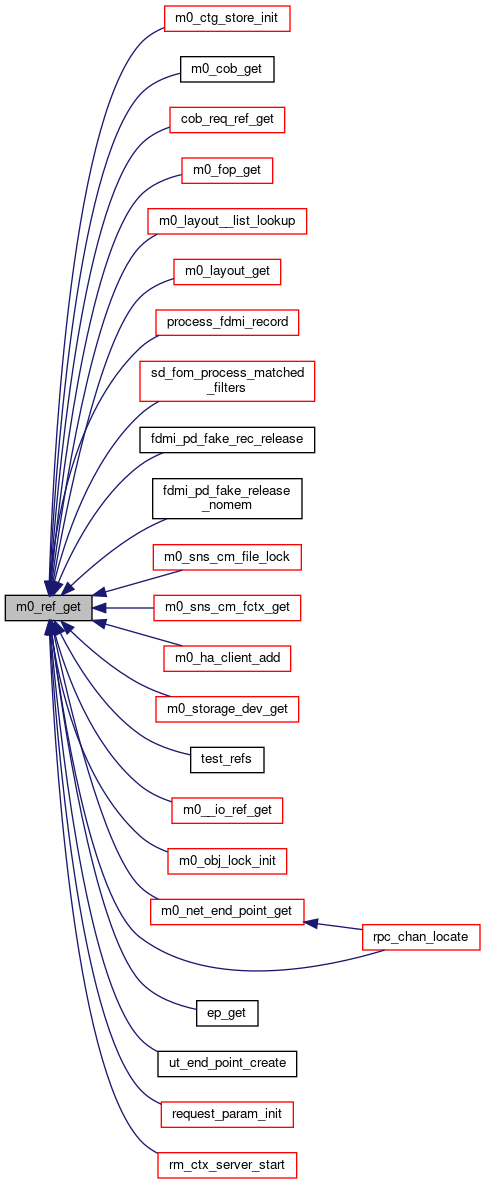 m0_ctg_store_init
m0_cob_get
cob_req_ref_get
m0_fop_get
m0_layout__list_lookup
m0_layout_get
process_fdmi_record
sd_fom_process_matched
_filters
fdmi_pd_fake_rec_release
fdmi_pd_fake_release
_nomem
m0_sns_cm_file_lock
m0_ref_get
m0_sns_cm_fctx_get
m0_ha_client_add
m0_storage_dev_get
test_refs
m0__io_ref_get
m0_obj_lock_init
m0_net_end_point_get
rpc_chan_locate
ep_get
ut_end_point_create
request_param_init
rm_ctx_server_start